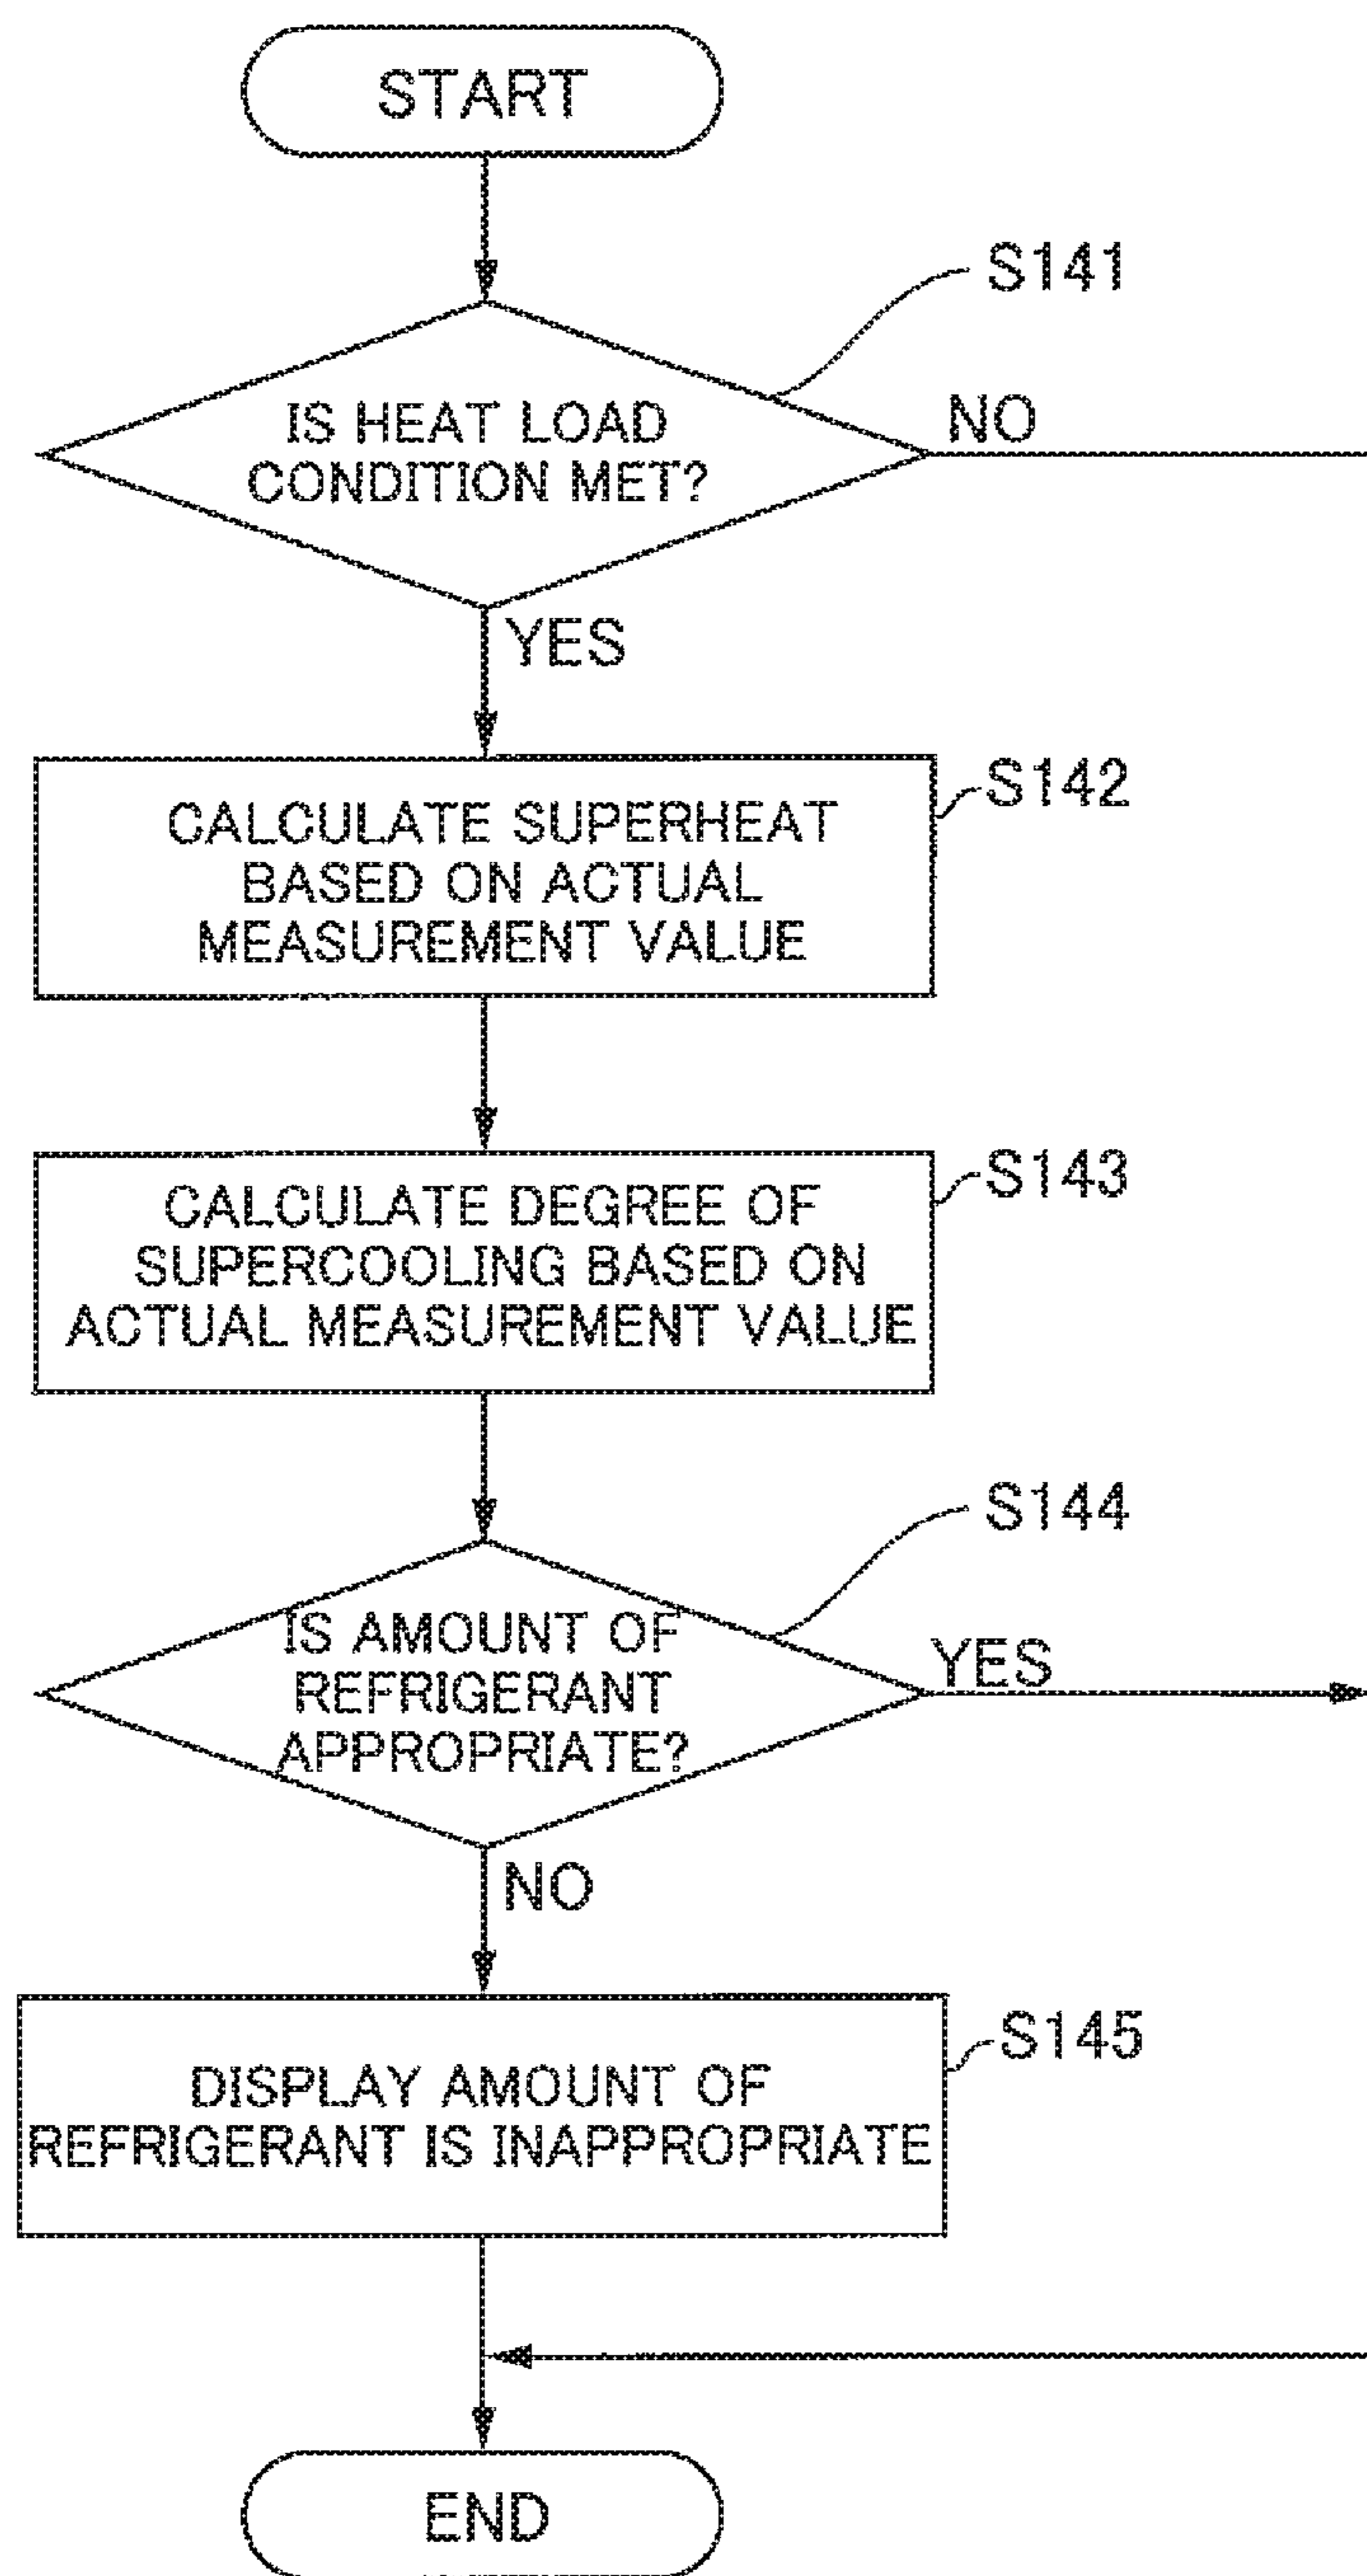 START
S141
IS HEAT LOAD
CONDITION MET?
NO
YES
S142
CALCULATE SUPERHEAT
BASED ON ACTUAL
MEASUREMENT VALUE
S143
CALCULATE DEGREE OF
SUPERCOOLING BASED ON
ACTUAL MEASUREMENT VALUE
S144
IS AMOUNT OF
REFRIGERANT
APPROPRIATE?
YES
NO
S145
DISPLAY AMOUNT OF
REFRIGERANT IS INAPPROPRIATE
END